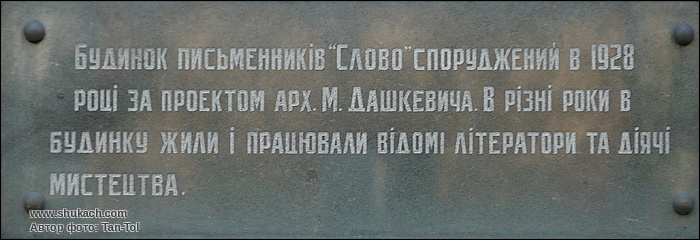 Будинок письменників "Слово" споруджений в 1928
році за проектом арх. М. Дашкевича. В різні роки в
будинку жили і працювали відомі літератори та діячі
мистецтва.
www.shukach.com
Автор фото: Tan-Tol